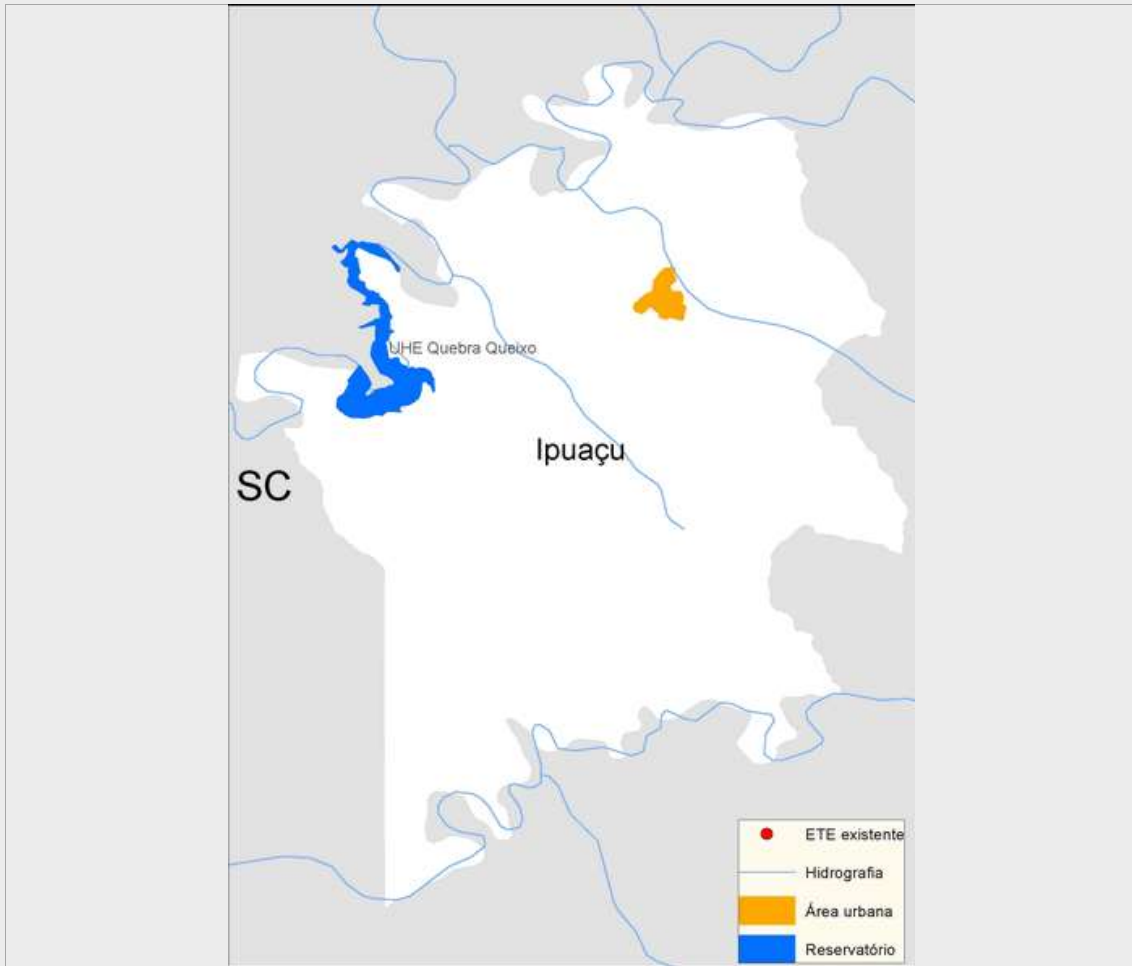 UHE Quebra Queixo
Ipuaçu
SC
ETE existente
Hidrografia
Área urbana
Reservatório